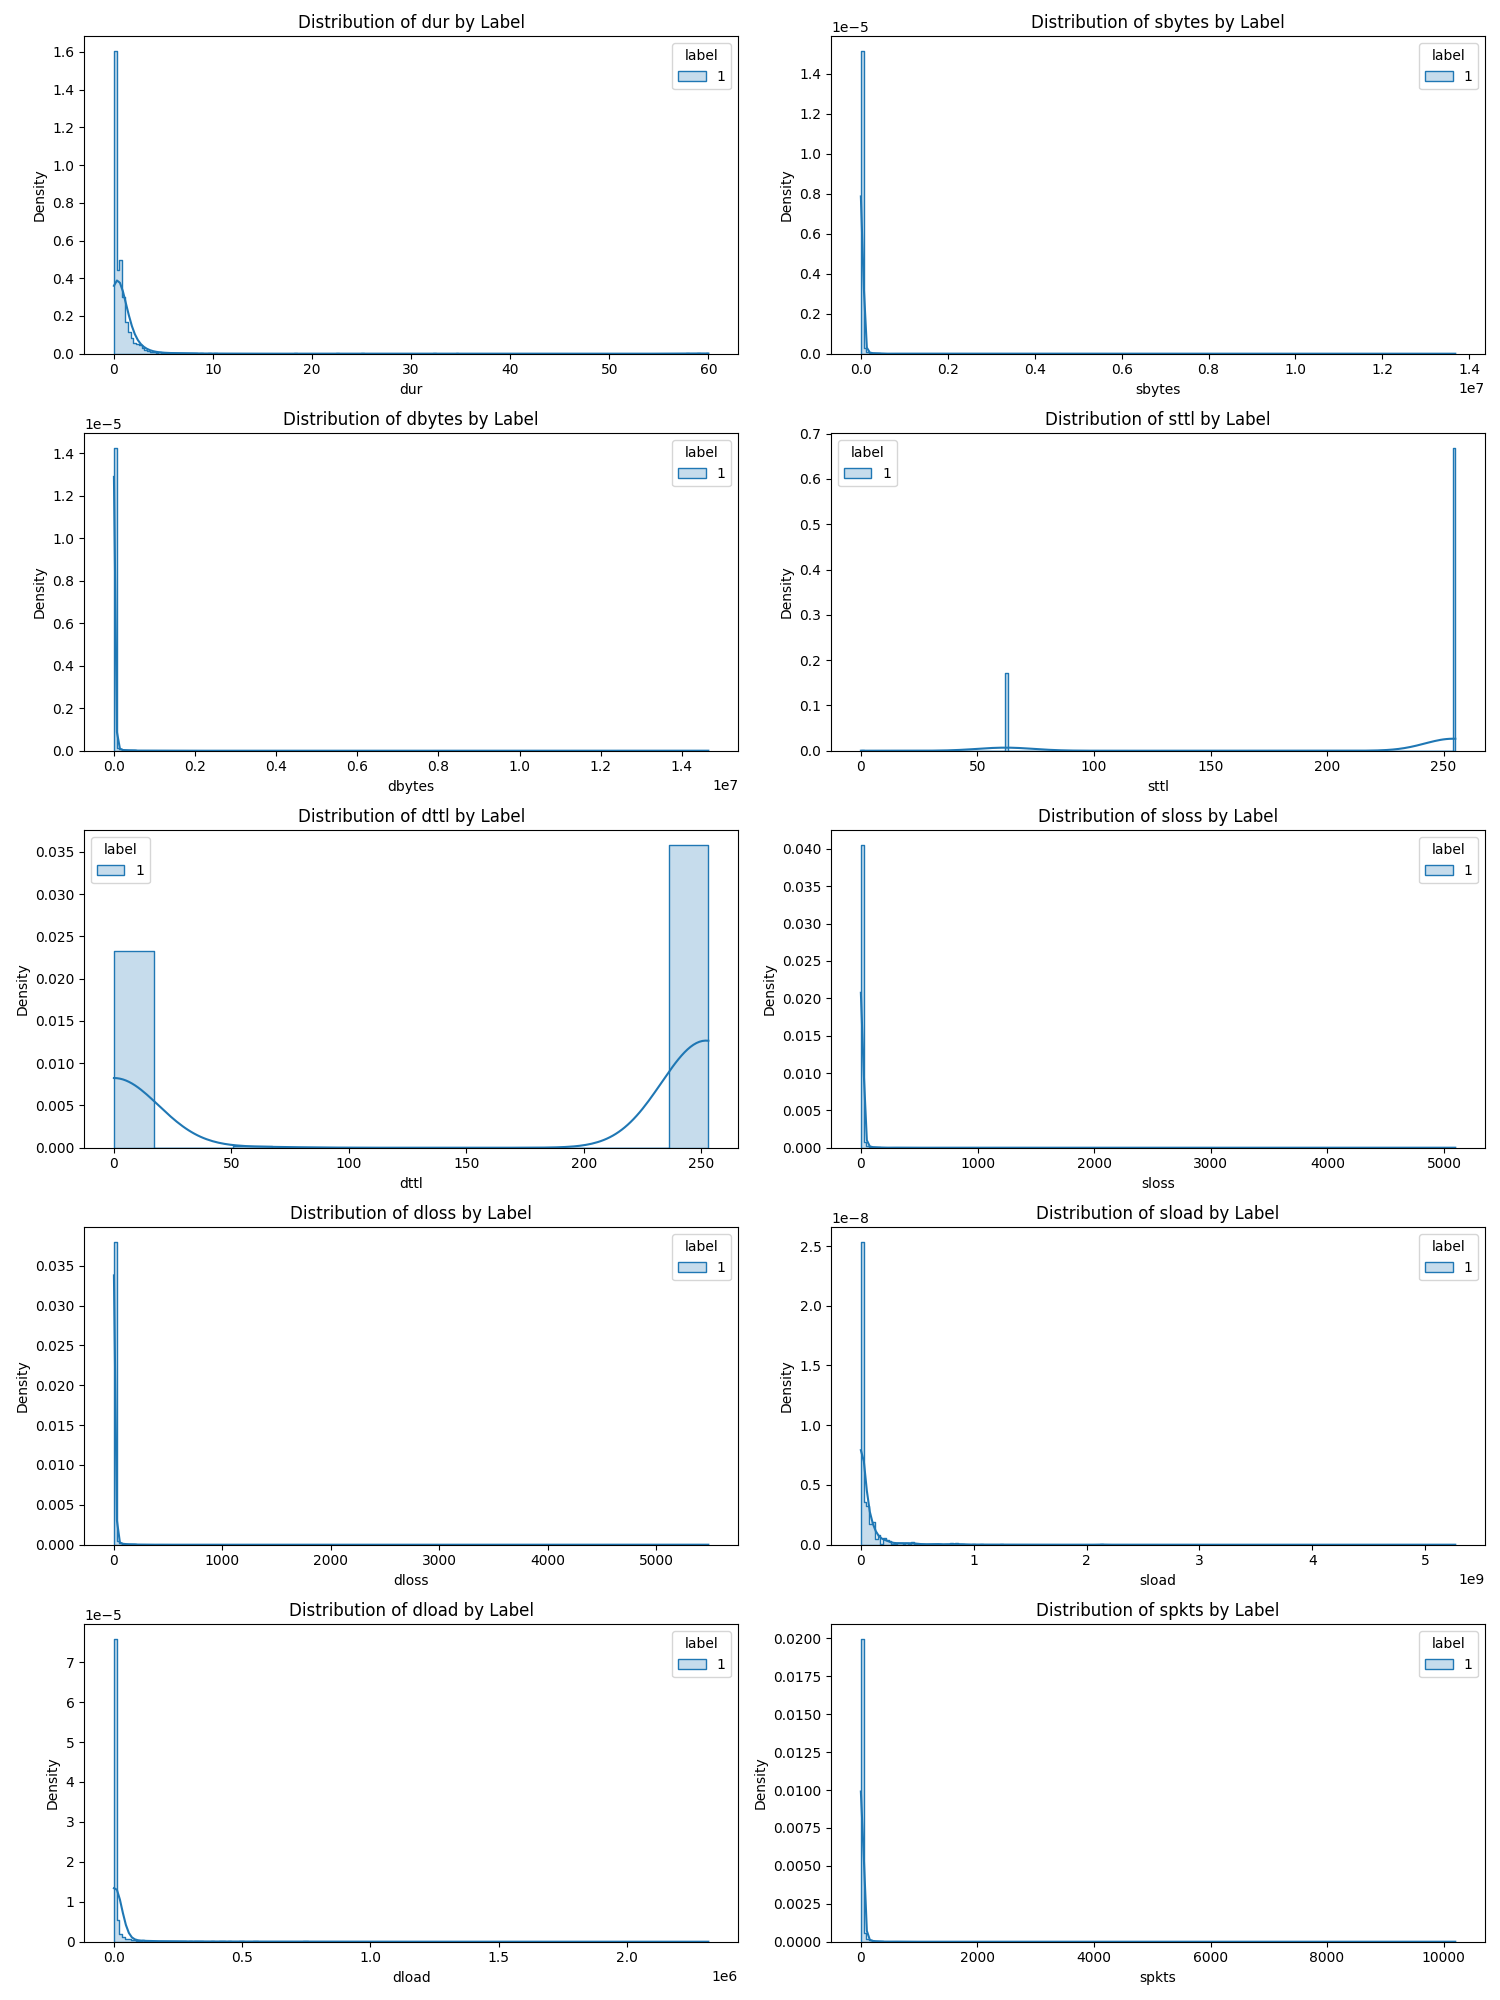 Distribution of dur by Label
label
1
Density
1.6
1.4
1.2
1.0
0.8
0.6
0.4
0.2
0.0
0 10 20 30 40 50 60
dur
Distribution of sbytes by Label
1e−5
label
1
Density
1.4
1.2
1.0
0.8
0.6
0.4
0.2
0.0
0.0 0.2 0.4 0.6 0.8 1.0 1.2 1.4
1e7
sbytes
Distribution of dbytes by Label
1e−5
label
1
Density
1.4
1.2
1.0
0.8
0.6
0.4
0.2
0.0
0.0 0.2 0.4 0.6 0.8 1.0 1.2 1.4
1e7
dbytes
Distribution of sttl by Label
label
1
Density
0.7
0.6
0.5
0.4
0.3
0.2
0.1
0.0
0 50 100 150 200 250
sttl
Distribution of dttl by Label
label
1
Density
0.035
0.030
0.025
0.020
0.015
0.010
0.005
0.000
0 50 100 150 200 250
dttl
Distribution of sloss by Label
label
1
Density
0.040
0.035
0.030
0.025
0.020
0.015
0.010
0.005
0.000
0 1000 2000 3000 4000 5000
sloss
Distribution of dloss by Label
label
1
Density
0.035
0.030
0.025
0.020
0.015
0.010
0.005
0.000
0 1000 2000 3000 4000 5000
dloss
Distribution of sload by Label
1e−8
label
1
Density
2.5
2.0
1.5
1.0
0.5
0.0
0 1 2 3 4 5
1e9
sload
Distribution of dload by Label
1e−5
label
1
Density
7
6
5
4
3
2
1
0
0.0 0.5 1.0 1.5 2.0
1e6
dload
Distribution of spkts by Label
label
1
Density
0.0200
0.0175
0.0150
0.0125
0.0100
0.0075
0.0050
0.0025
0.0000
0 2000 4000 6000 8000 10000
spkts